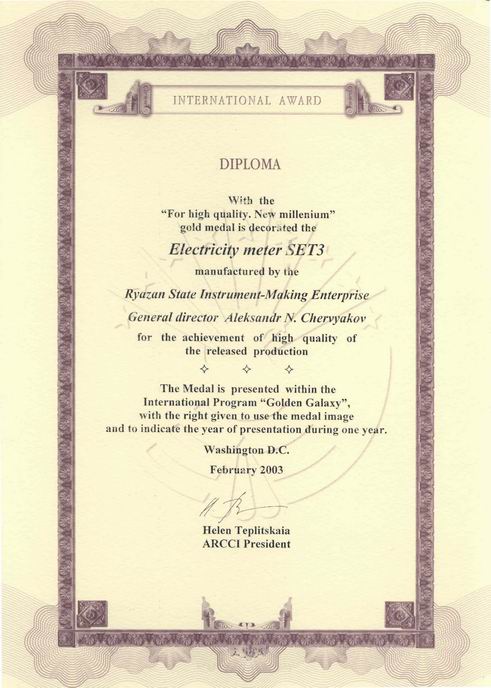 INTERNATIONAL AWARD
DIPLOMA
With the
“For high quality. New millenium”
gold medal is decorated the
Electricity meter SET3
manufactured by the
Ryazan State Instrument-Making Enterprise
General director Aleksandr N. Chervyakov
for the achievement of high quality of
the released production
The Medal is presented within the
International Program “Golden Galaxy”,
with the right given to use the medal image
and to indicate the year of presentation during one year.
Washington D.C.
February 2003
Helen Teplitskaia
ARCCI President